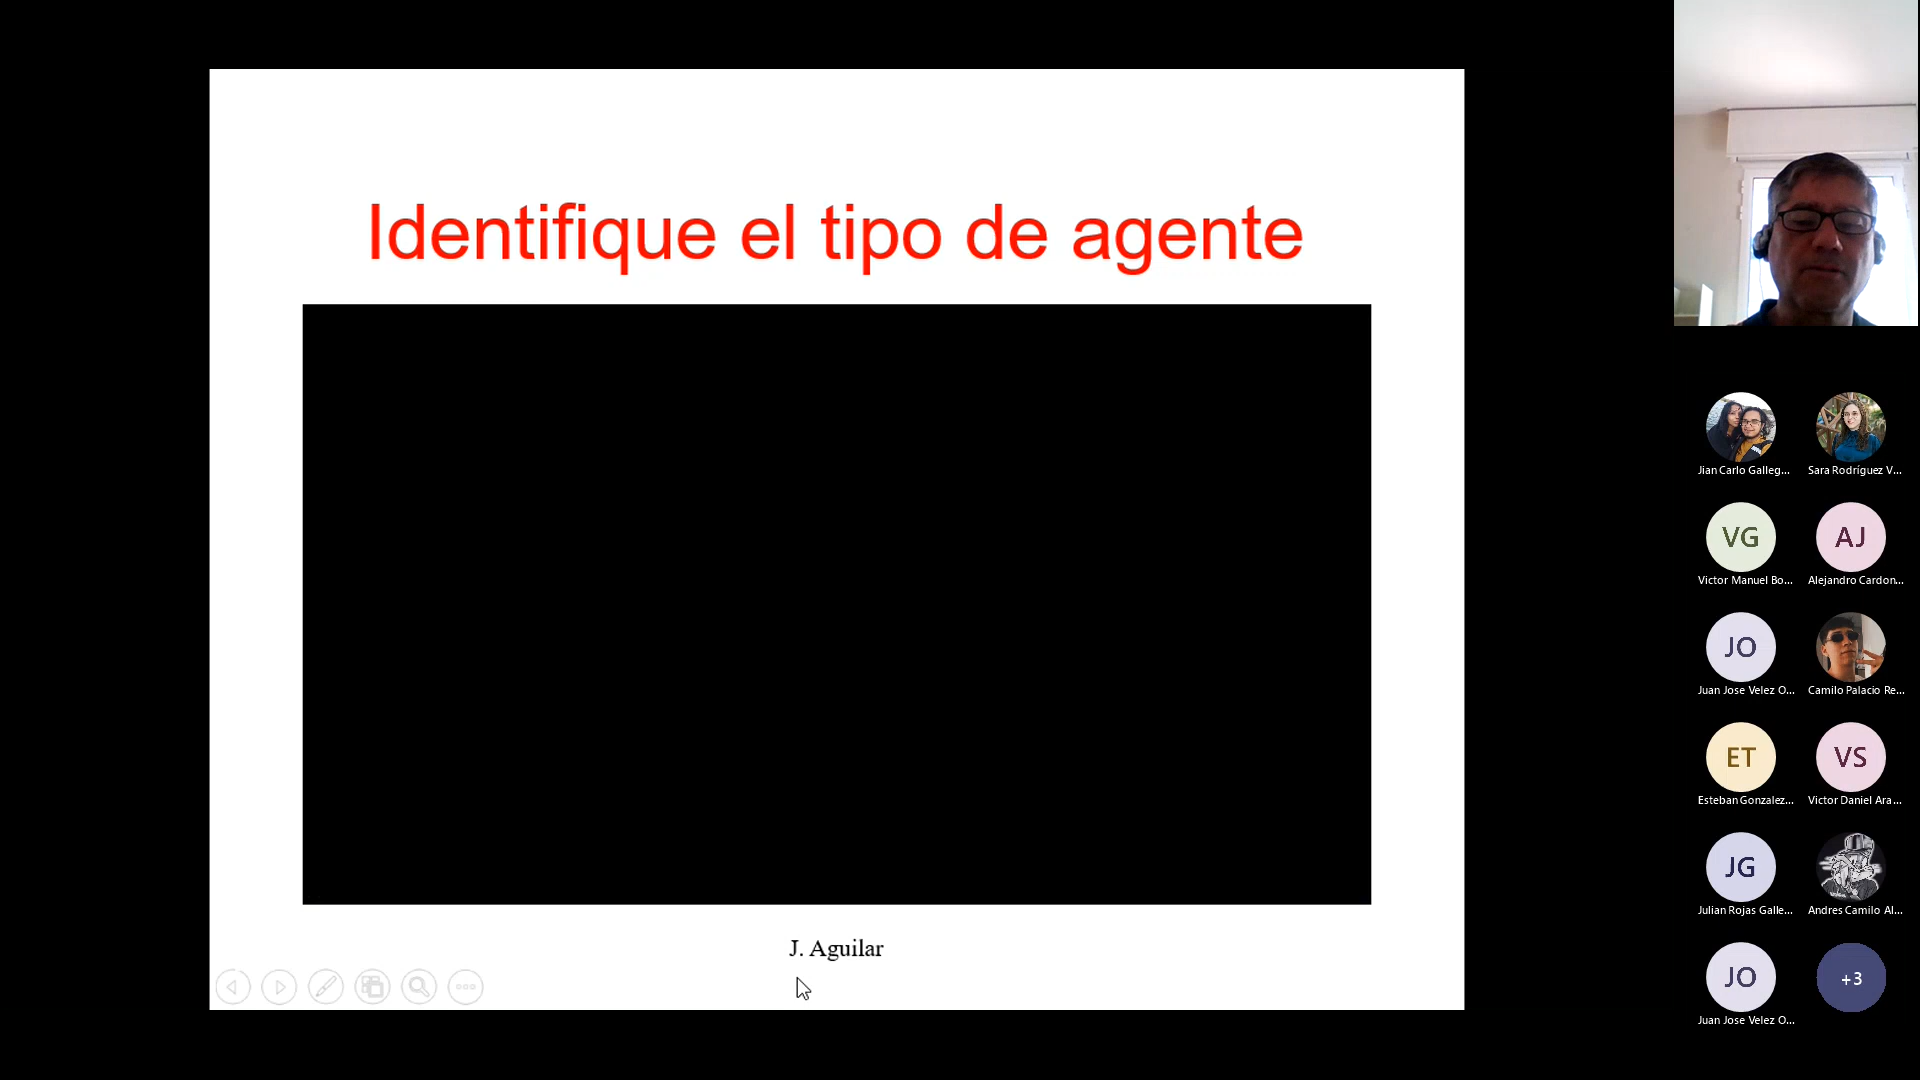 Identifique el tipo de agente
J. Aguilar
Jian Carlo Galleg...
Sara Rodríguez V...
VG
AJ
Victor Manuel Bo...
Alejandro Cardon...
JO
Juan Jose Velez O...
Camilo Palacio Re...
ET
VS
Esteban Gonzalez...
Victor Daniel Ara...
JG
Julian Rojas Galle...
Andres Camilo Al...
JO
+3
Juan Jose Velez O...